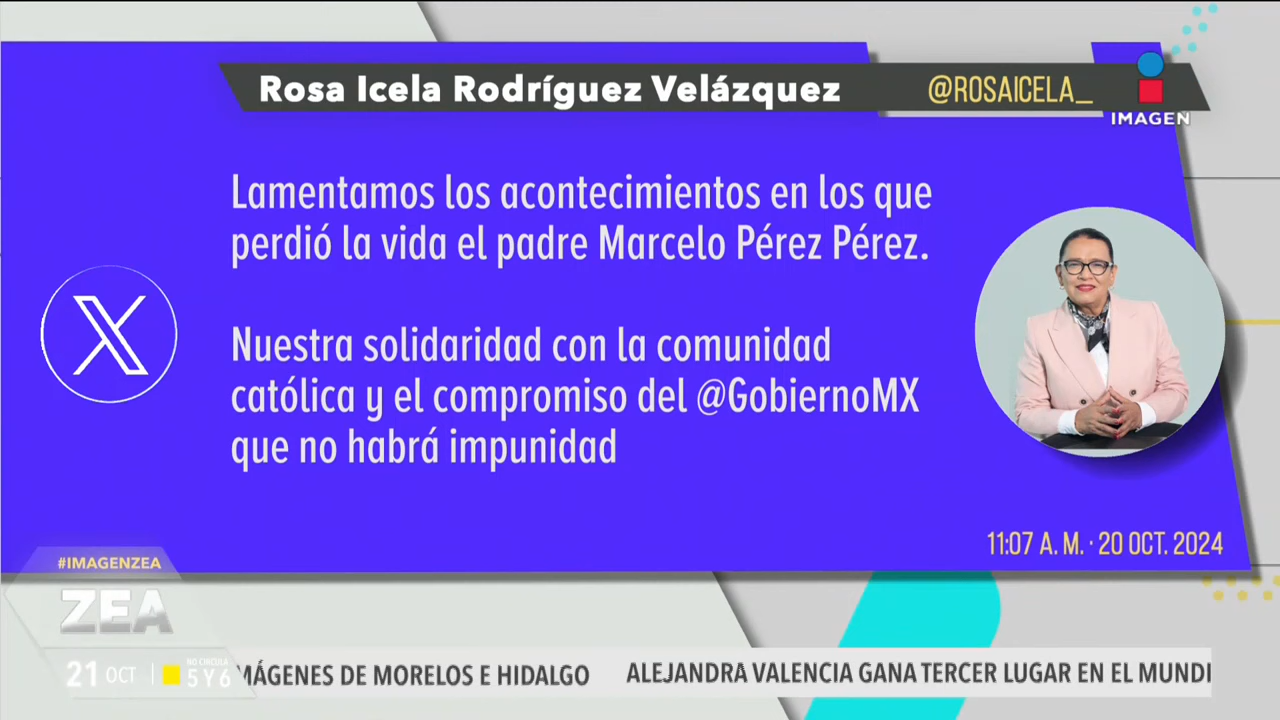 Rosa Icela Rodríguez Velázquez
@ROSAICELA_
IMAGEN
Lamentamos los acontecimientos en los que
perdió la vida el padre Marcelo Pérez Pérez.
Nuestra solidaridad con la comunidad
católica y el compromiso del @GobiernoMX
que no habrá impunidad
11:07 A. M. · 20 OCT. 2024
#IMAGENZEA
ZEA
21 OCT
NO CIRCULA
5 Y 6
MÁGENES DE MORELOS E HIDALGO
ALEJANDRA VALENCIA GANA TERCER LUGAR EN EL MUNDI